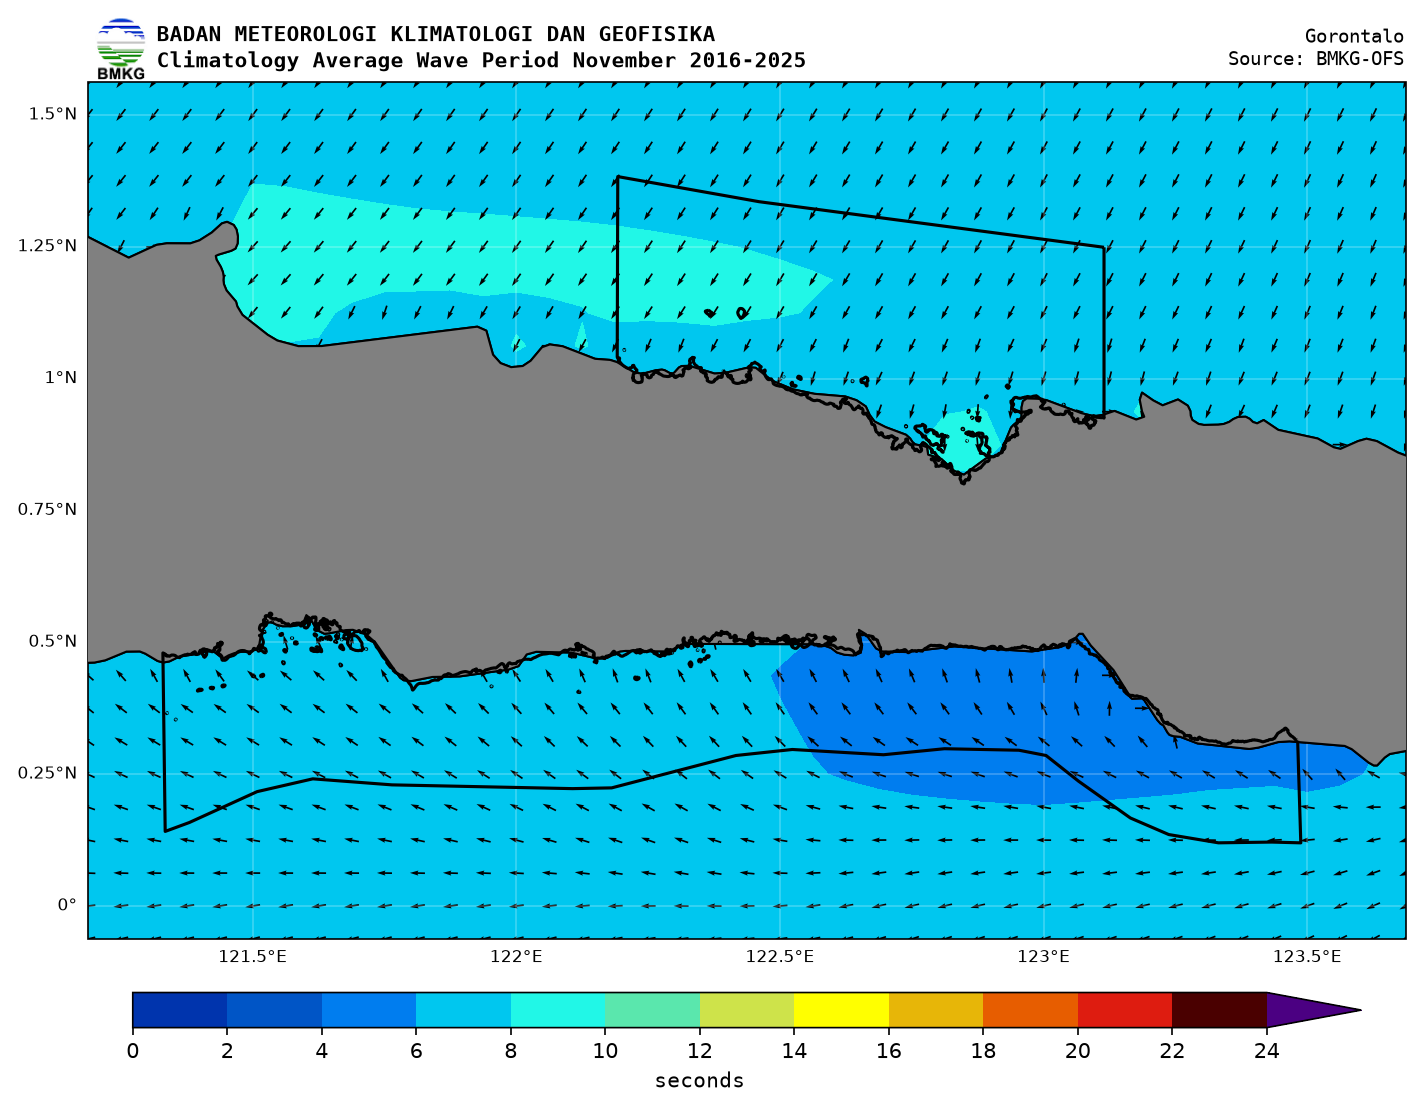 BADAN METEOROLOGI KLIMATOLOGI DAN GEOFISIKA
Climatology Average Wave Period November 2016-2025
BMKG
Gorontalo
Source: BMKG-OFS
1.5°N
1.25°N
1°N
0.75°N
0.5°N
0.25°N
0°
121.5°E 122°E 122.5°E 123°E 123.5°E
0 2 4 6 8 10 12 14 16 18 20 22 24
seconds